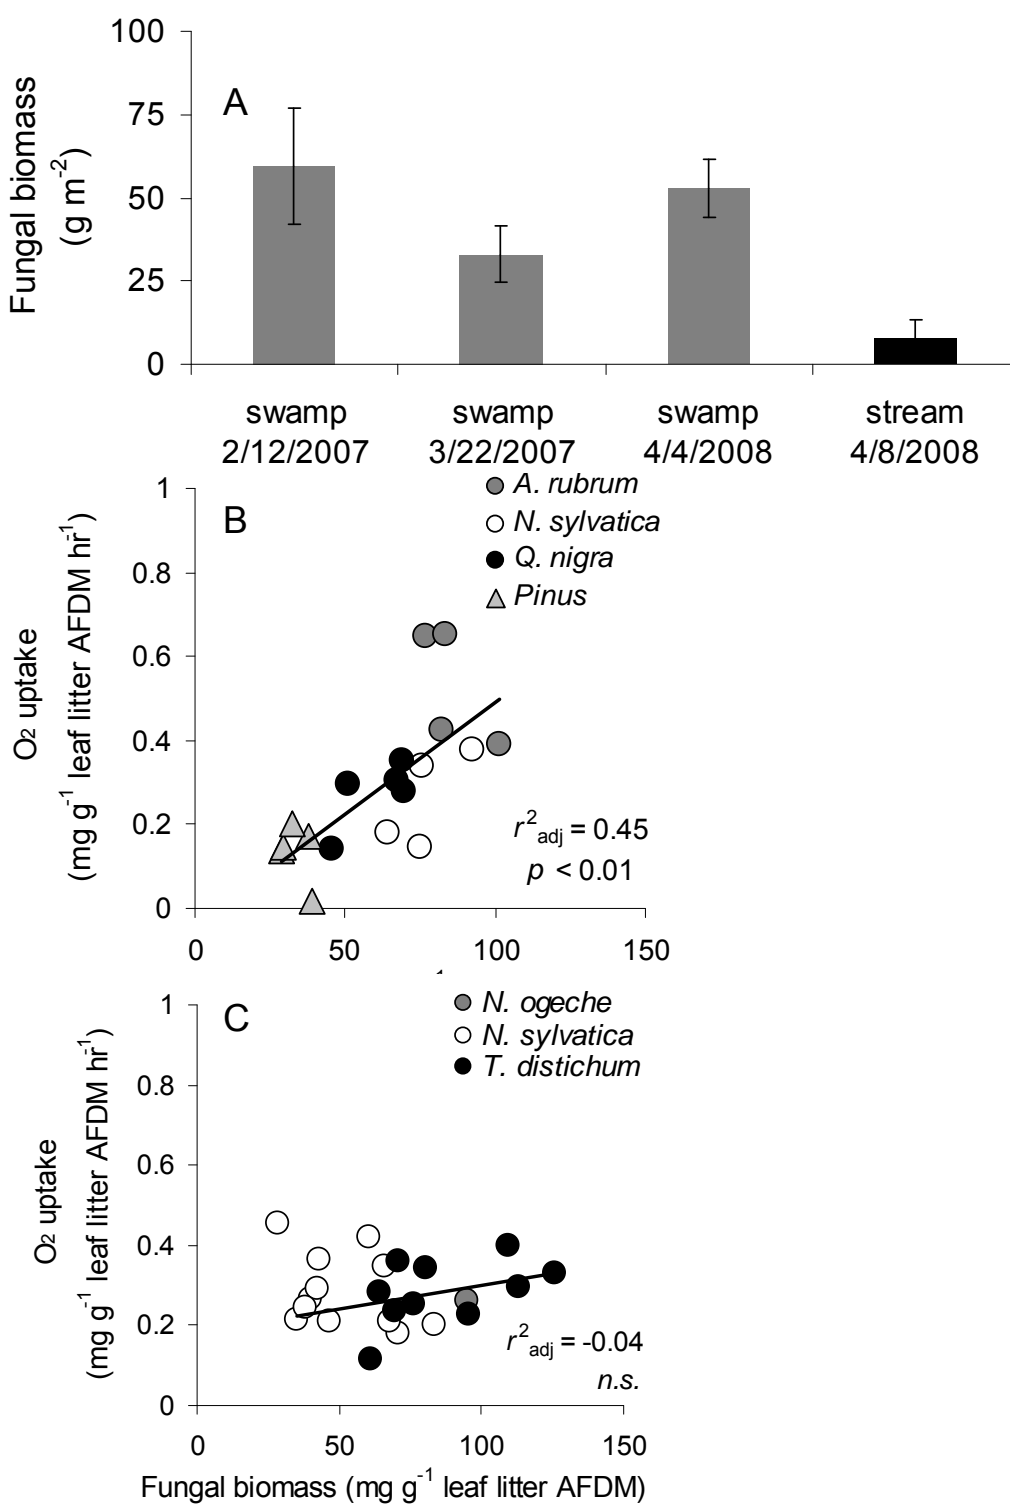 100
75
50
25
0
A
Fungal biomass
(g m-2)
swamp swamp swamp stream
2/12/2007 3/22/2007 4/4/2008 4/8/2008
A. rubrum
N. sylvatica
Q. nigra
Pinus
B
1
0.8
0.6
0.4
0.2
0
O2 uptake
(mg g-1 leaf litter AFDM hr-1)
r2adj = 0.45
p < 0.01
0 50 100 150
N. ogeche
N. sylvatica
T. distichum
C
1
0.8
0.6
0.4
0.2
0
O2 uptake
(mg g-1 leaf litter AFDM hr-1)
r2adj = -0.04
n.s.
0 50 100 150
Fungal biomass (mg g-1 leaf litter AFDM)